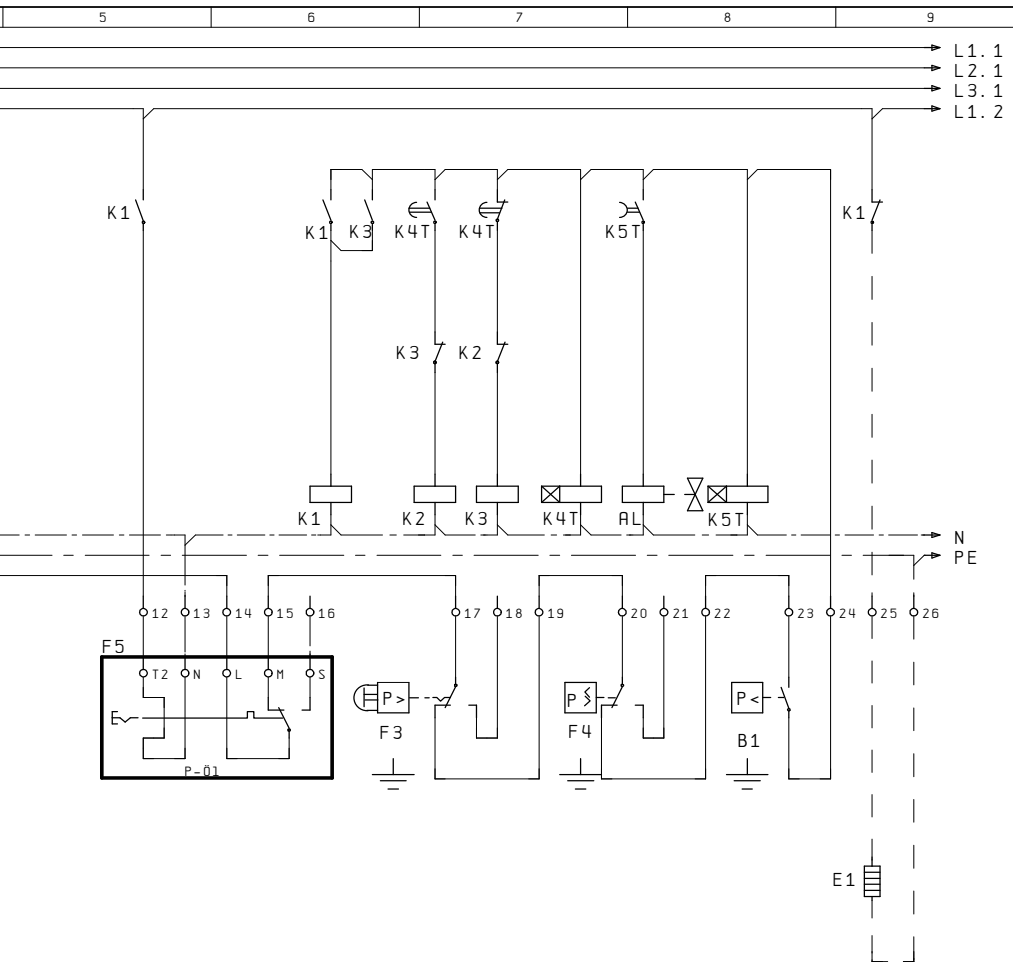 5 6 7 8 9
L1.1
L2.1
L3.1
L1.2
K1 K1 K3 K4T K4T K5T K1
K3 K2
K1 K2 K3 K4T AL K5T
N
PE
12 13 14 15 16 17 18 19 20 21 22 23 24 25 26
F5
T2 N L M S
P> P P<
F3 F4 B1
P-Öl
E1